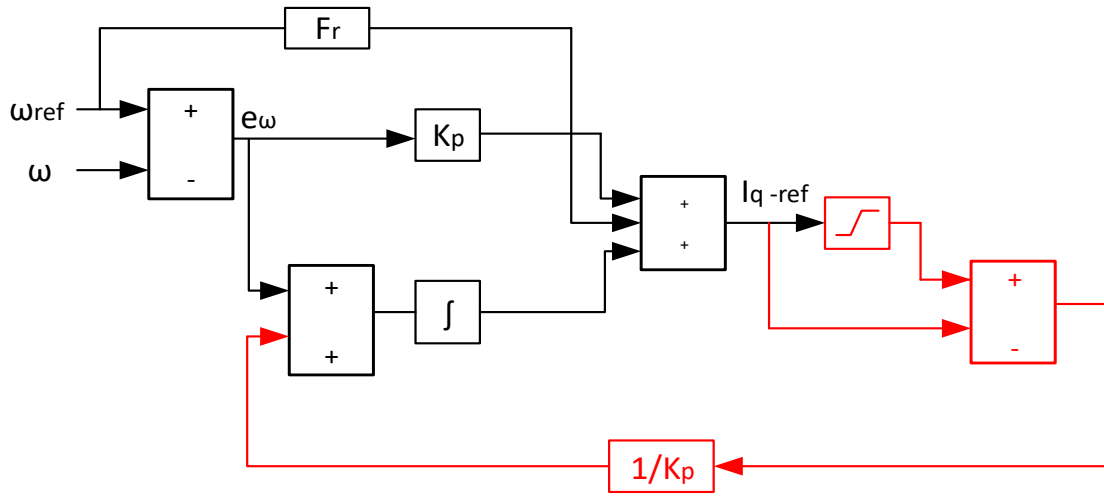 Fr
ωref
+
eω
Kp
ω
-
Iq -ref
+
+
+
+
∫
+
-
1/Kp